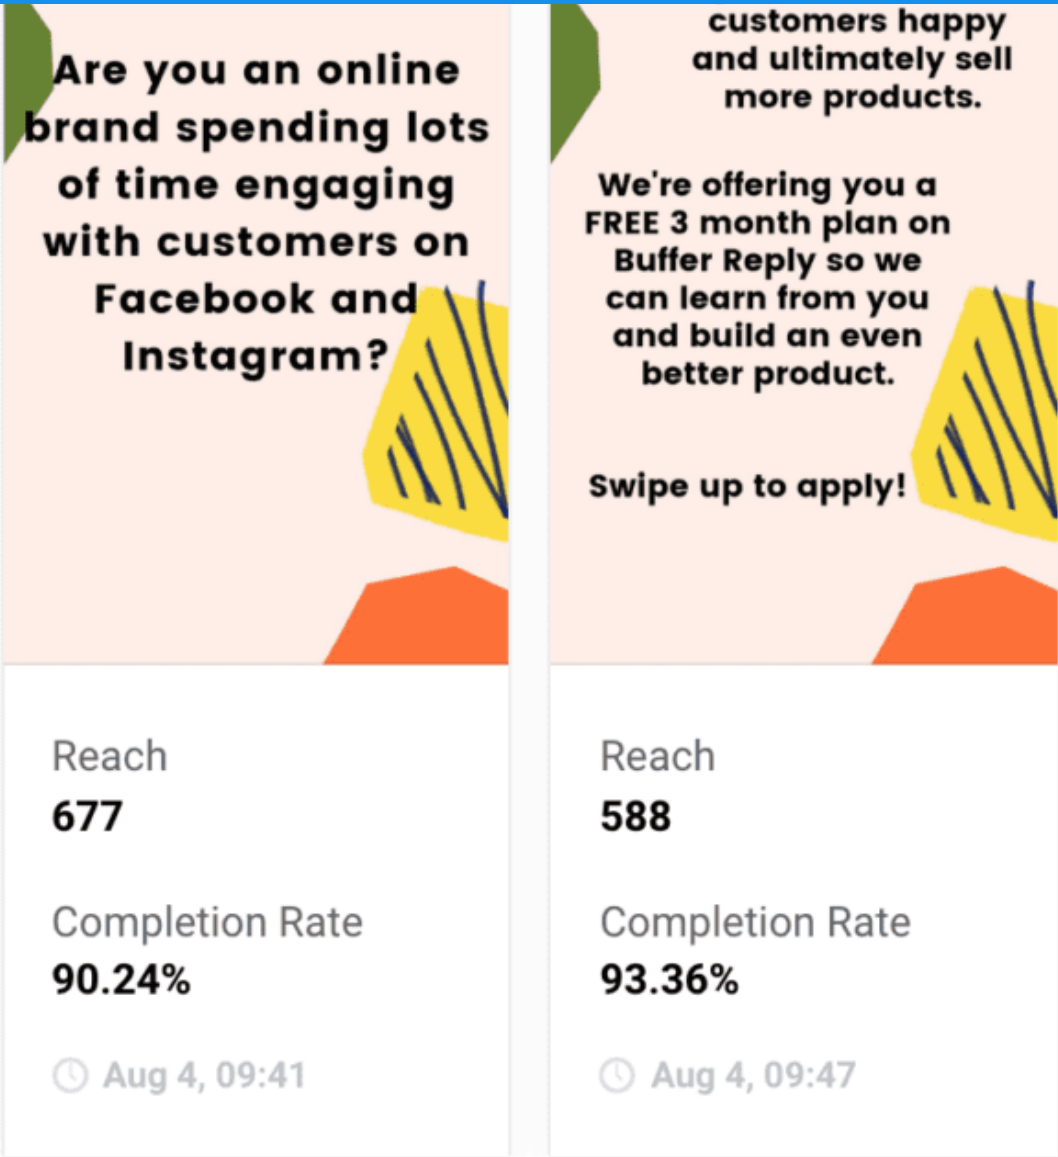 Are you an online
brand spending lots
of time engaging
with customers on
Facebook and
Instagram?
Reach
677
Completion Rate
90.24%
Aug 4, 09:41
customers happy
and ultimately sell
more products.
We're offering you a
FREE 3 month plan on
Buffer Reply so we
can learn from you
and build an even
better product.
Swipe up to apply!
Reach
588
Completion Rate
93.36%
Aug 4, 09:47